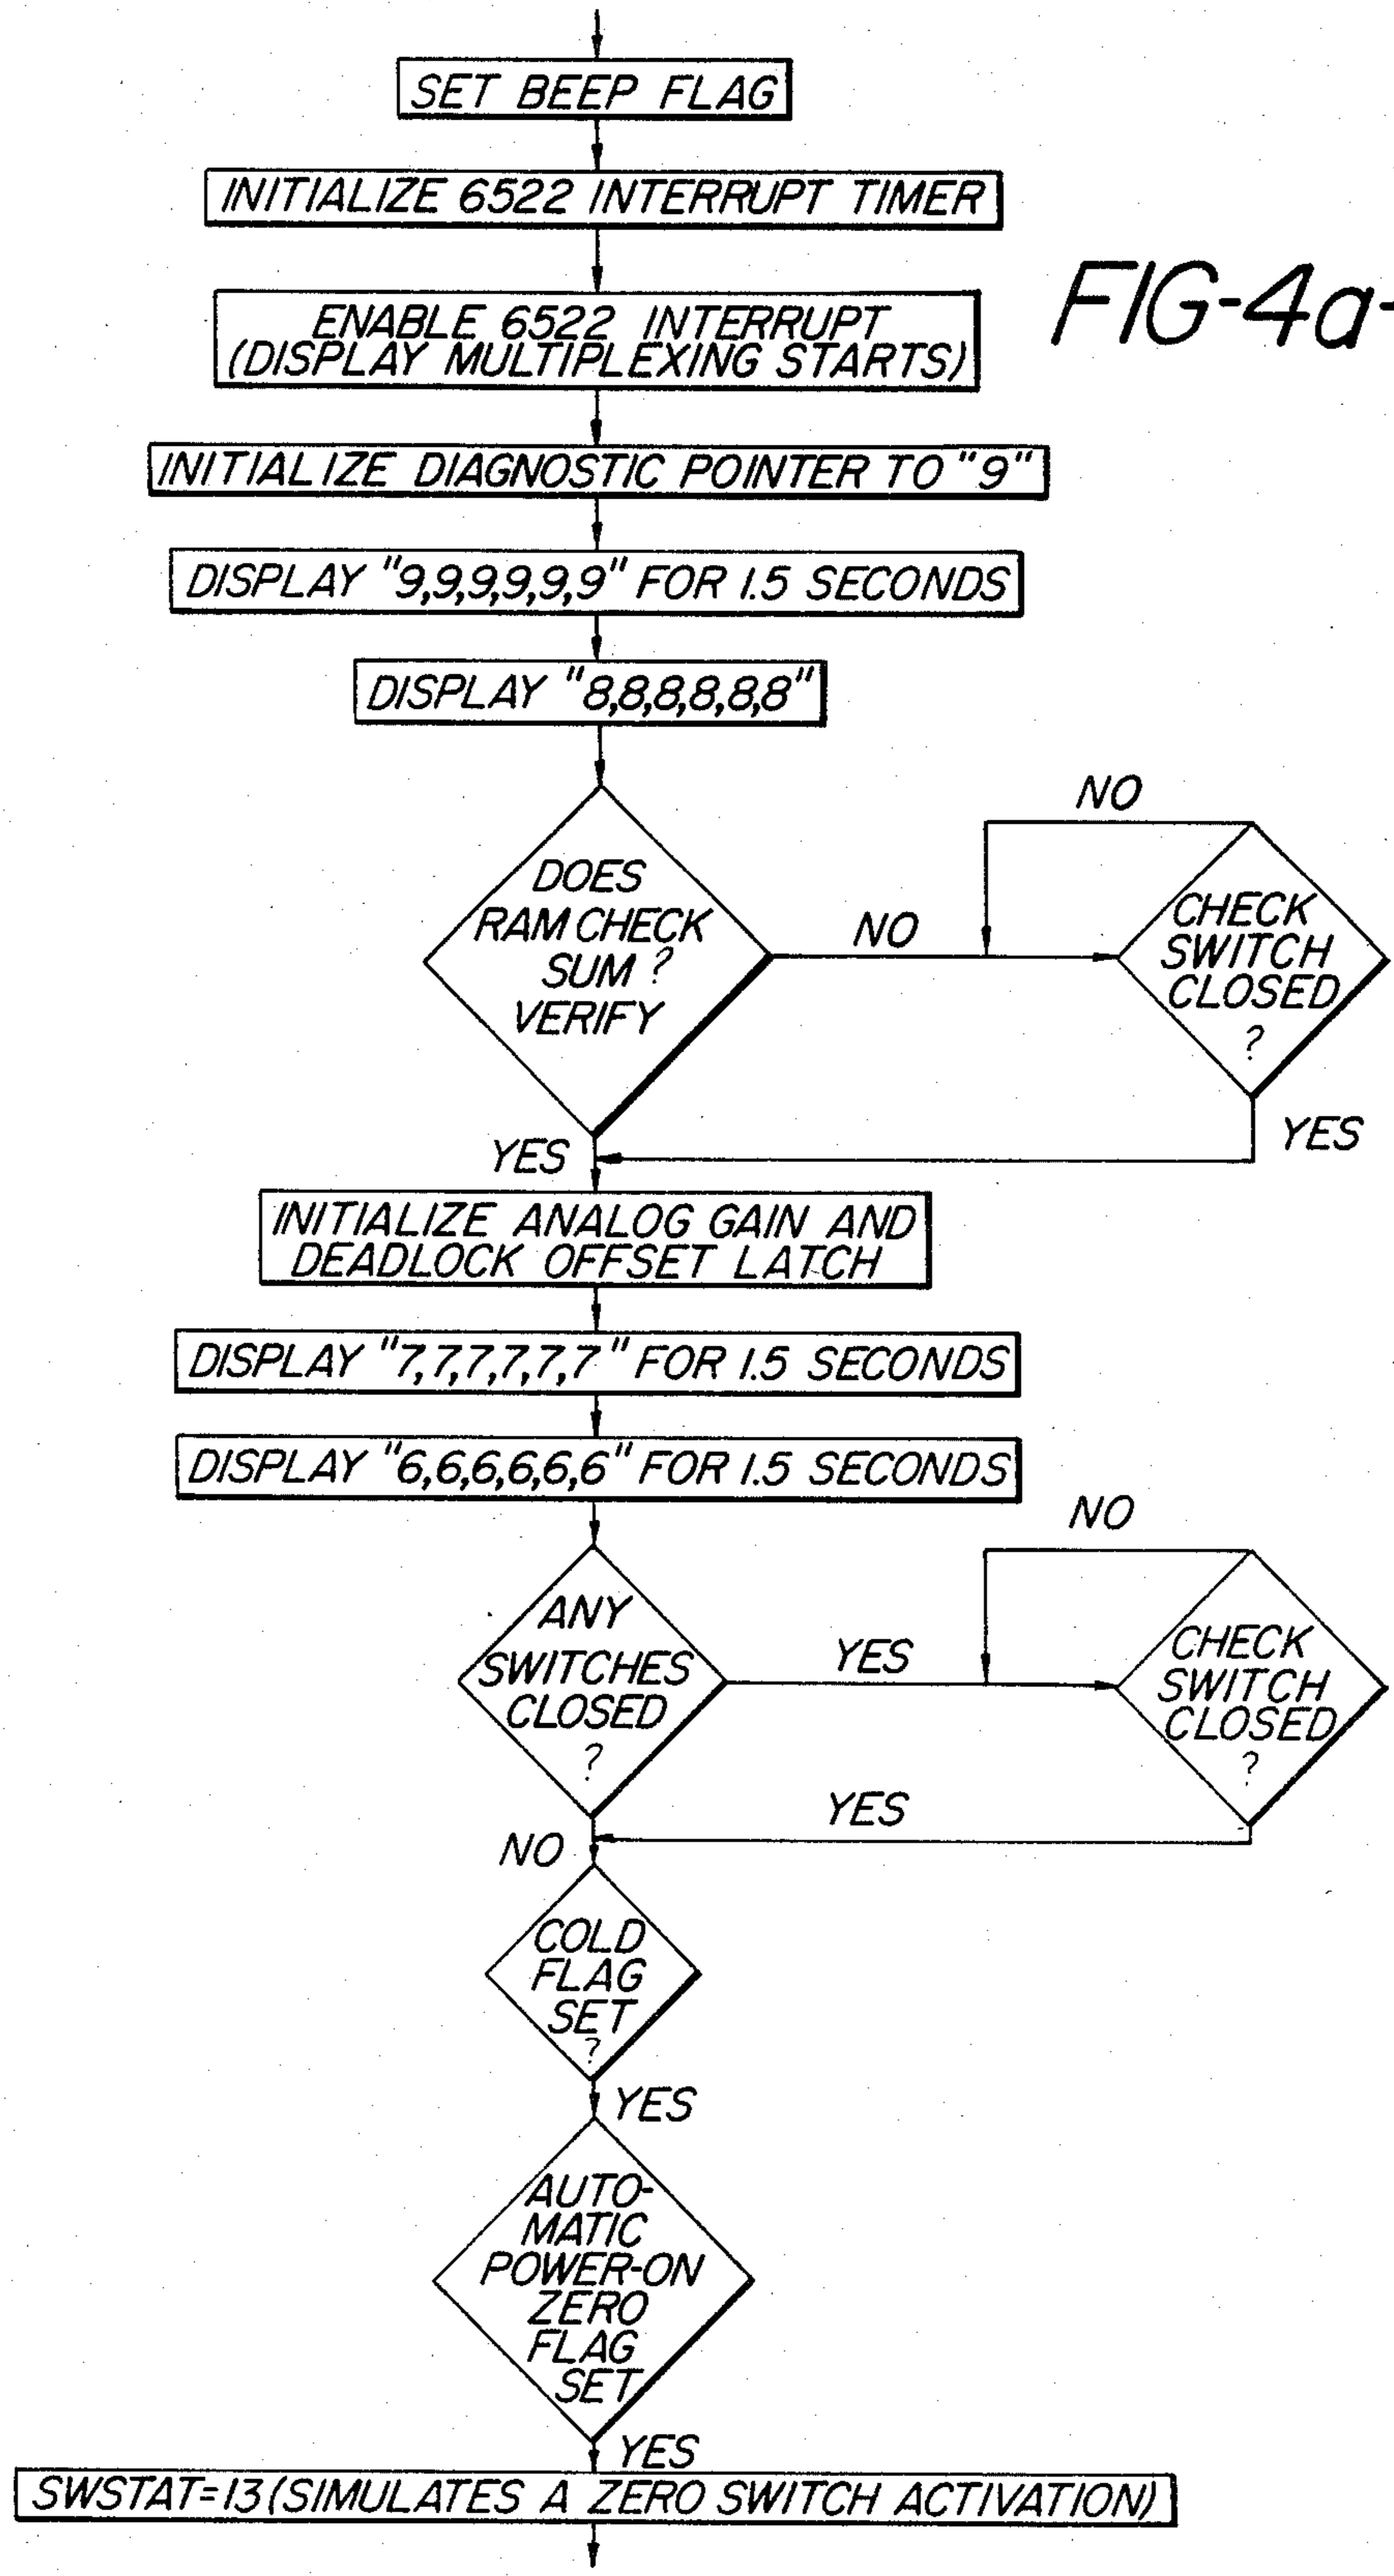 SET BEEP FLAG
INITIALIZE 6522 INTERRUPT TIMER
FIG-4a-
ENABLE 6522 INTERRUPT
(DISPLAY MULTIPLEXING STARTS)
INITIALIZE DIAGNOSTIC POINTER TO "9"
DISPLAY "9,9,9,9,9,9" FOR 1.5 SECONDS
DISPLAY "8,8,8,8,8,8"
DOES
RAM CHECK
SUM ?
VERIFY
NO
NO
CHECK
SWITCH
CLOSED
?
YES
YES
INITIALIZE ANALOG GAIN AND
DEADLOCK OFFSET LATCH
DISPLAY "7,7,7,7,7,7" FOR 1.5 SECONDS
DISPLAY "6,6,6,6,6,6" FOR 1.5 SECONDS
ANY
SWITCHES
CLOSED
?
YES
NO
CHECK
SWITCH
CLOSED
?
YES
NO
COLD
FLAG
SET
?
YES
AUTO-
MATIC
POWER-ON
ZERO
FLAG
SET
YES
SWSTAT=13 (SIMULATES A ZERO SWITCH ACTIVATION)